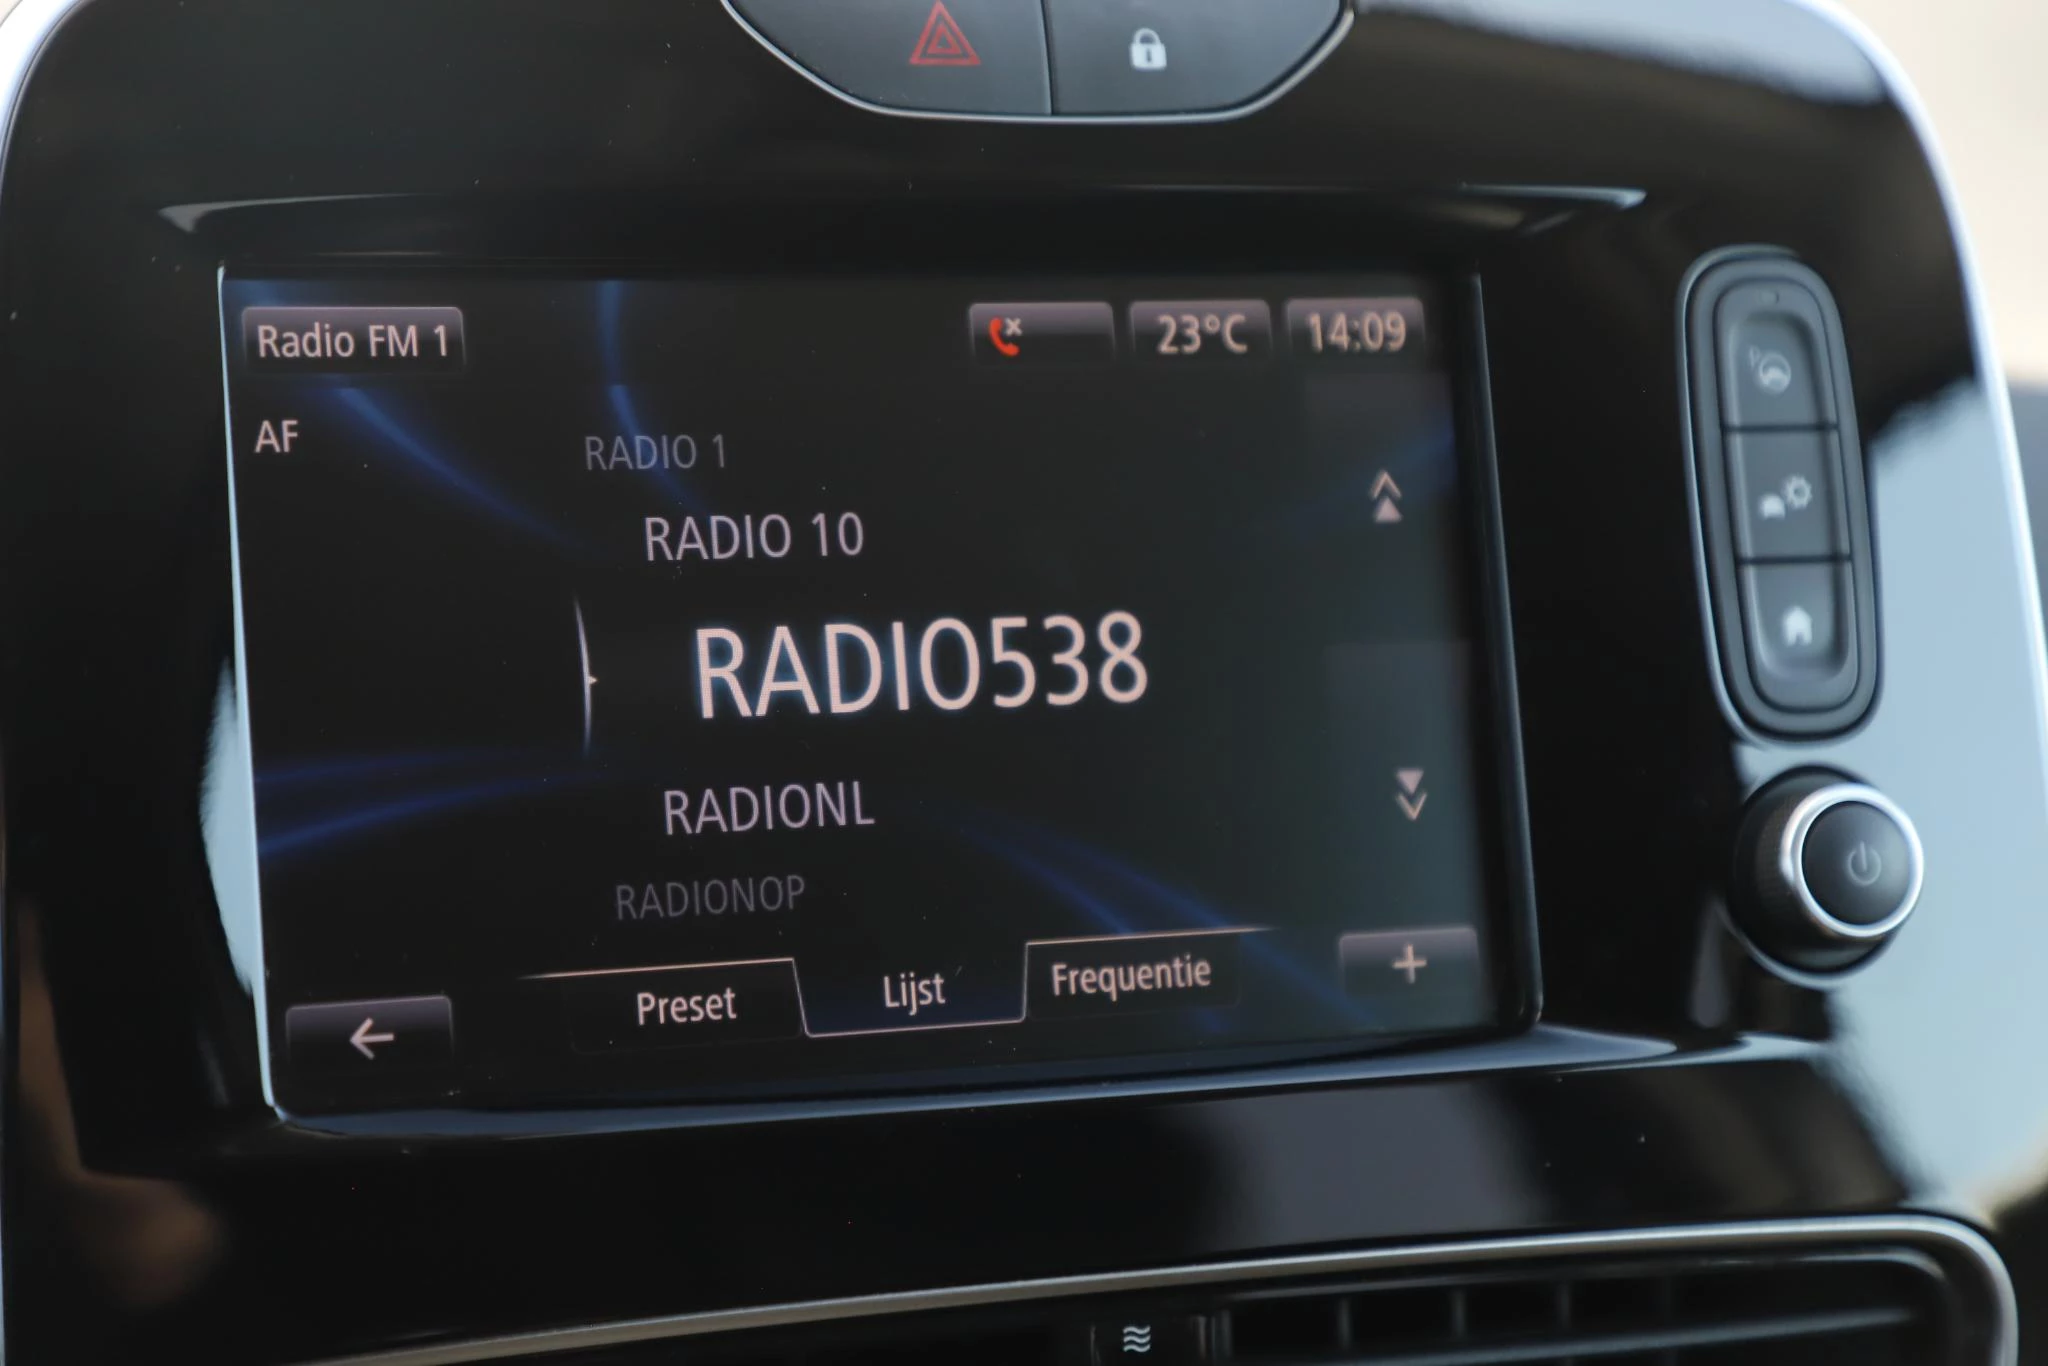 Radio FM 1 23°C 14:09
AF
RADIO 1
RADIO 10
RADIO538
RADIONL
RADIONOP
Preset Lijst Frequentie +